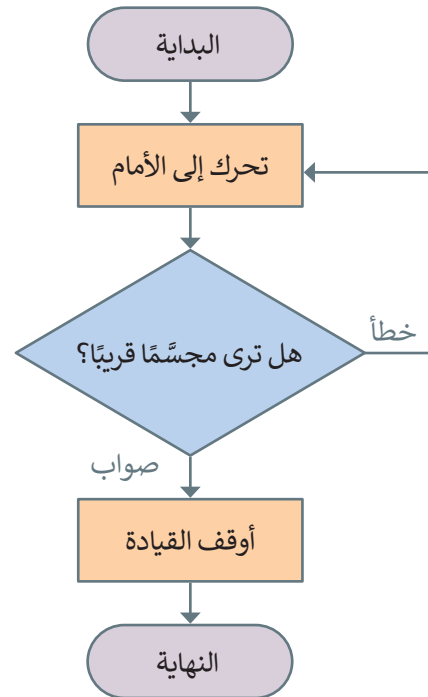 البداية
تحرك إلى الأمام
هل ترى مجسَّمًا قريبًا؟
خطأ
صواب
أوقف القيادة
النهاية